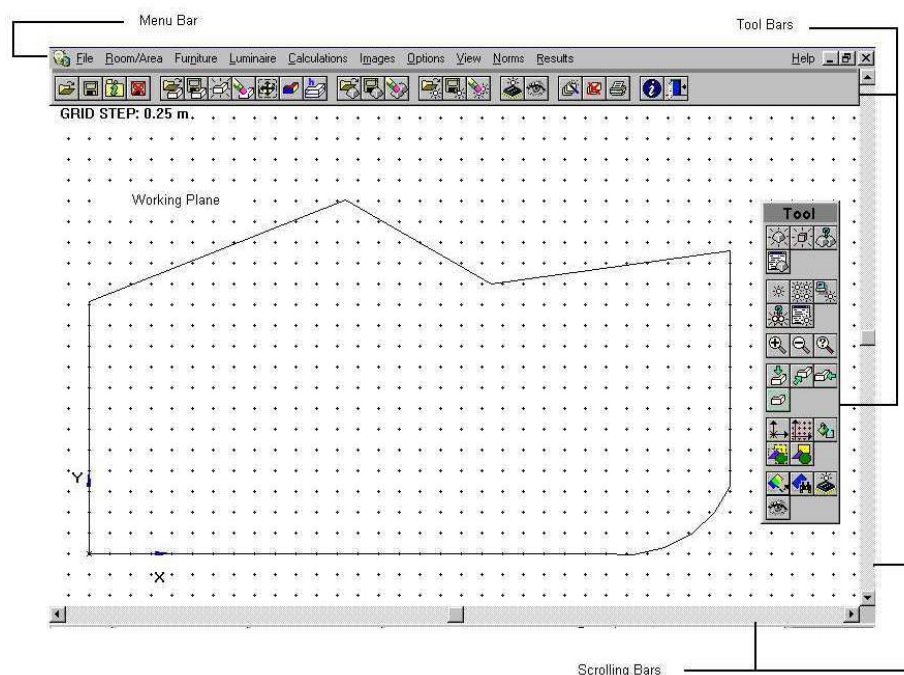 Menu Bar
Tool Bars
File Room/Area Furniture Luminaire Calculations Images Options View Norms Results Help
GRID STEP: 0.25 m.
Working Plane
Tool
Y
X
Scrolling Bars